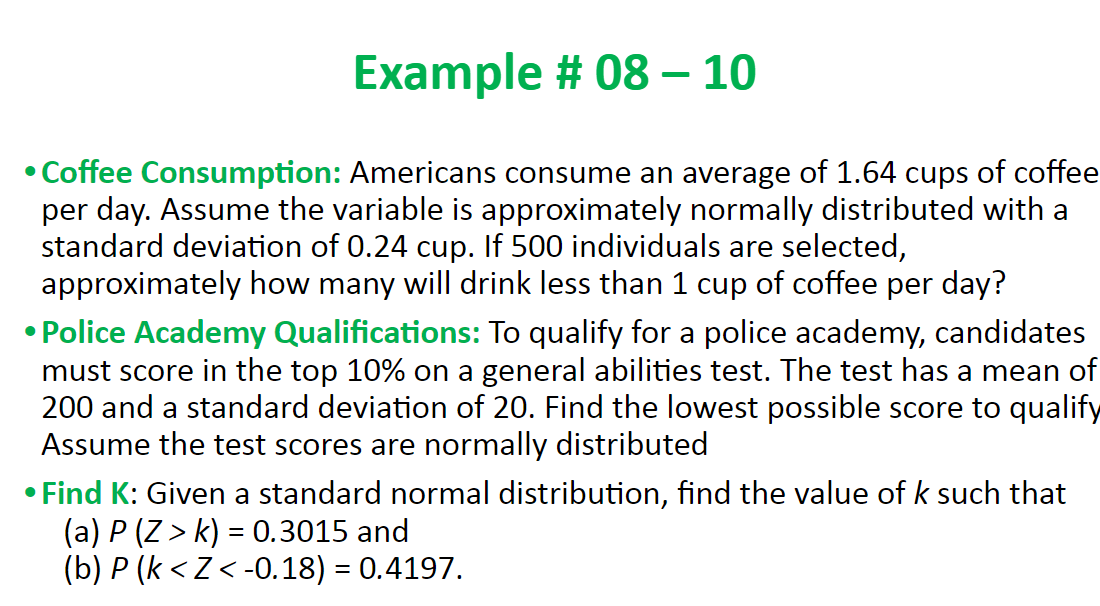 Example # 08 – 10
•Coffee Consumption: Americans consume an average of 1.64 cups of coffee
per day. Assume the variable is approximately normally distributed with a
standard deviation of 0.24 cup. If 500 individuals are selected,
approximately how many will drink less than 1 cup of coffee per day?
•Police Academy Qualifications: To qualify for a police academy, candidates
must score in the top 10% on a general abilities test. The test has a mean of
200 and a standard deviation of 20. Find the lowest possible score to qualify
Assume the test scores are normally distributed
•Find K: Given a standard normal distribution, find the value of k such that
(a) P (Z > k) = 0.3015 and
(b) P (k < Z < -0.18) = 0.4197.